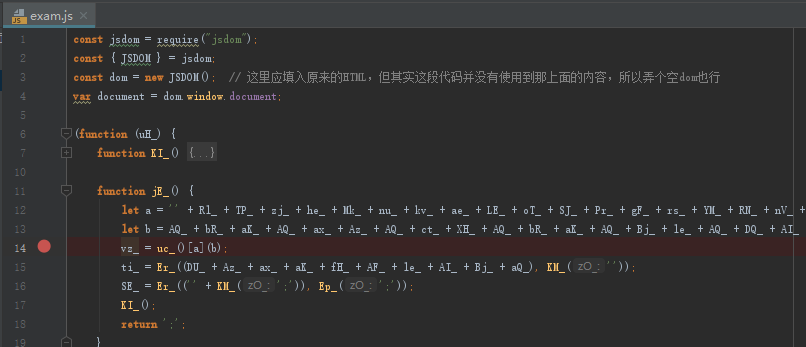 exam.js
1 const jsdom = require("jsdom");
2 const { JSDOM } = jsdom;
3 const dom = new JSDOM(); // 这里应填入原来的HTML，但其实这段代码并没有使用到那上面的内容，所以弄个空dom也行
4 var document = dom.window.document;
5
6 (function (uH_) {
7 function KI_() {...}
10
11 function jE_() {
12 let a = '' + Rl_ + TP_ + zj_ + he_ + Mk_ + nu_ + kv_ + ae_ + LE_ + oT_ + SJ_ + Pr_ + gF_ + rs_ + YM_ + RN_ + nV_ +
13 let b = AQ_ + bR_ + aK_ + AQ_ + ax_ + Az_ + AQ_ + ct_ + XH_ + AQ_ + bR_ + aK_ + AQ_ + Bj_ + le_ + AQ_ + DQ_ + AI_
14 vz_ = uc_()[a](b);
15 ti_ = Er_((DU_ + Az_ + ax_ + aK_ + fH_ + AF_ + le_ + AI_ + Bj_ + aQ_), KM_( zO_: ''));
16 SE_ = Er_(('' + KM_( zO_: ';')), Ep_( zO_: ';'));
17 KI_();
18 return ';';
19 }